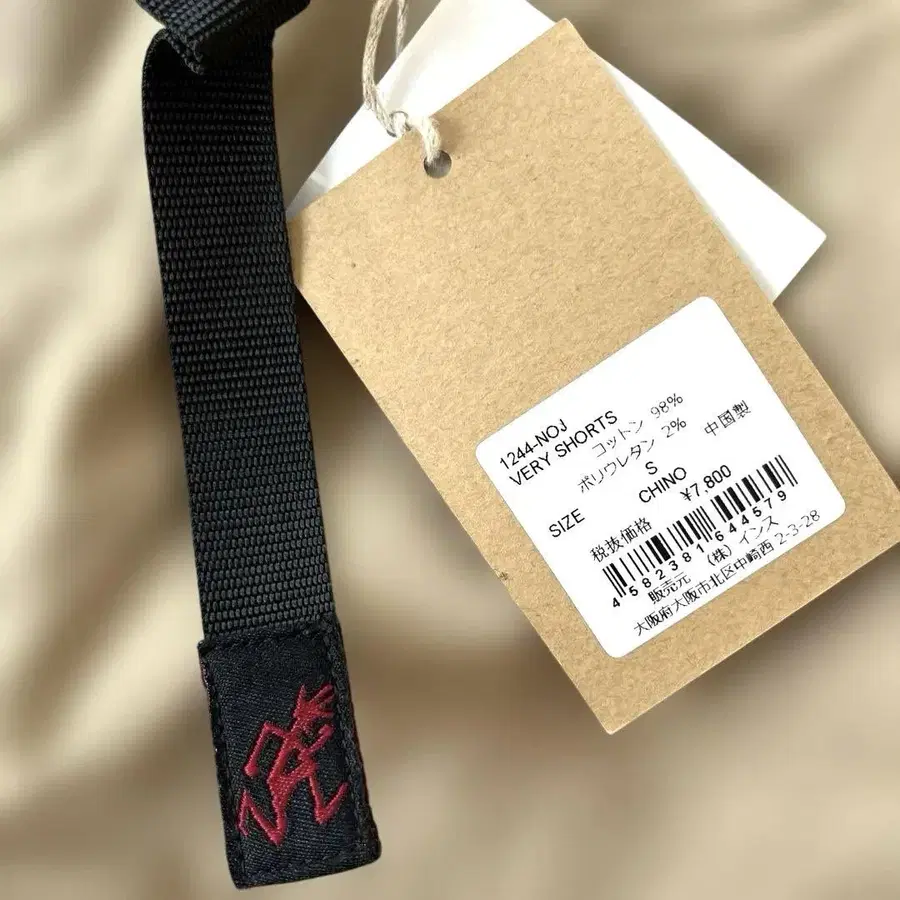 1244-NOJ
VERY SHORTS
コットン 98%
ポリウレタン 2% 中国製
SIZE S
CHINO
税抜価格 ¥7,800
4 582381 644579
販売元 (株) インス
大阪府大阪市北区中崎西 2-3-28